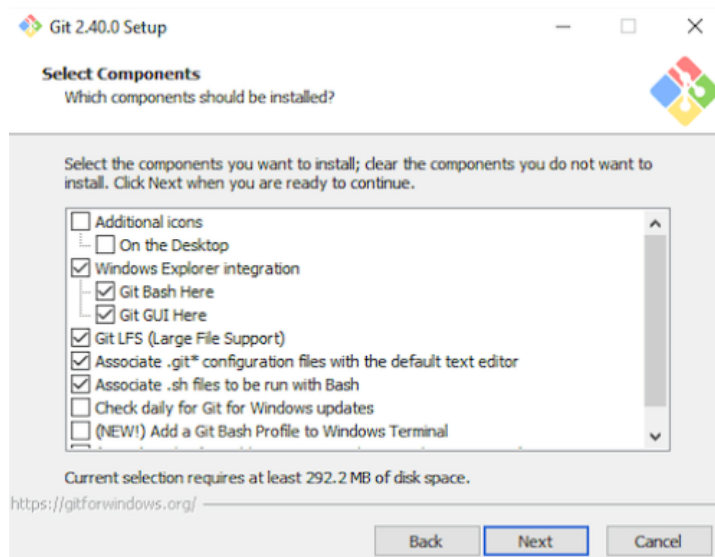 Git 2.40.0 Setup
Select Components
Which components should be installed?
Select the components you want to install; clear the components you do not want to
install. Click Next when you are ready to continue.
Additional icons
On the Desktop
Windows Explorer integration
Git Bash Here
Git GUI Here
Git LFS (Large File Support)
Associate .git* configuration files with the default text editor
Associate .sh files to be run with Bash
Check daily for Git for Windows updates
(NEW!) Add a Git Bash Profile to Windows Terminal
Current selection requires at least 292.2 MB of disk space.
https://gitforwindows.org/
Back Next Cancel